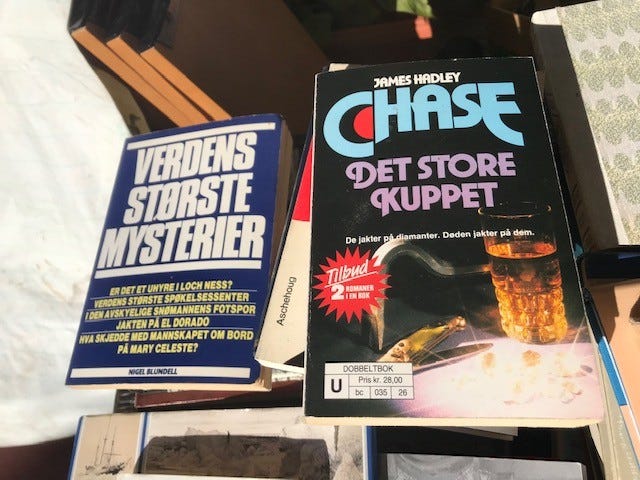 VERDENS
STØRSTE
MYSTERIER
ER DET ET UHYRE I LOCH NESS?
VERDENS STØRSTE SPØKELSESSENTER
I DEN AVSKYELIGE SNØMANNENS FOTSPOR
JAKTEN PÅ EL DORADO
HVA SKJEDDE MED MANNSKAPET OM BORD
PÅ MARY CELESTE?
NIGEL BLUNDELL
Aschehoug
JAMES HADLEY
CHASE
DET STORE
KUPPET
De jakter på diamanter. Døden jakter på dem.
Tilbud
2 ROMANER
I EN BOK
DOBBELTBOK
U Pris kr. 28,00
bc 035 26